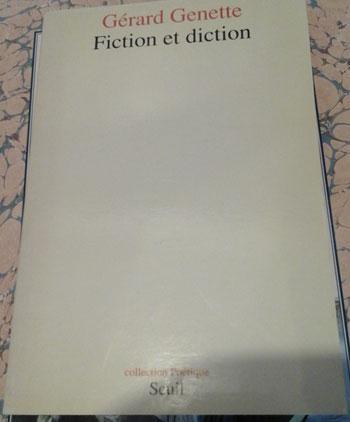 Gérard Genette
Fiction et diction
collection Poétique
Seuil